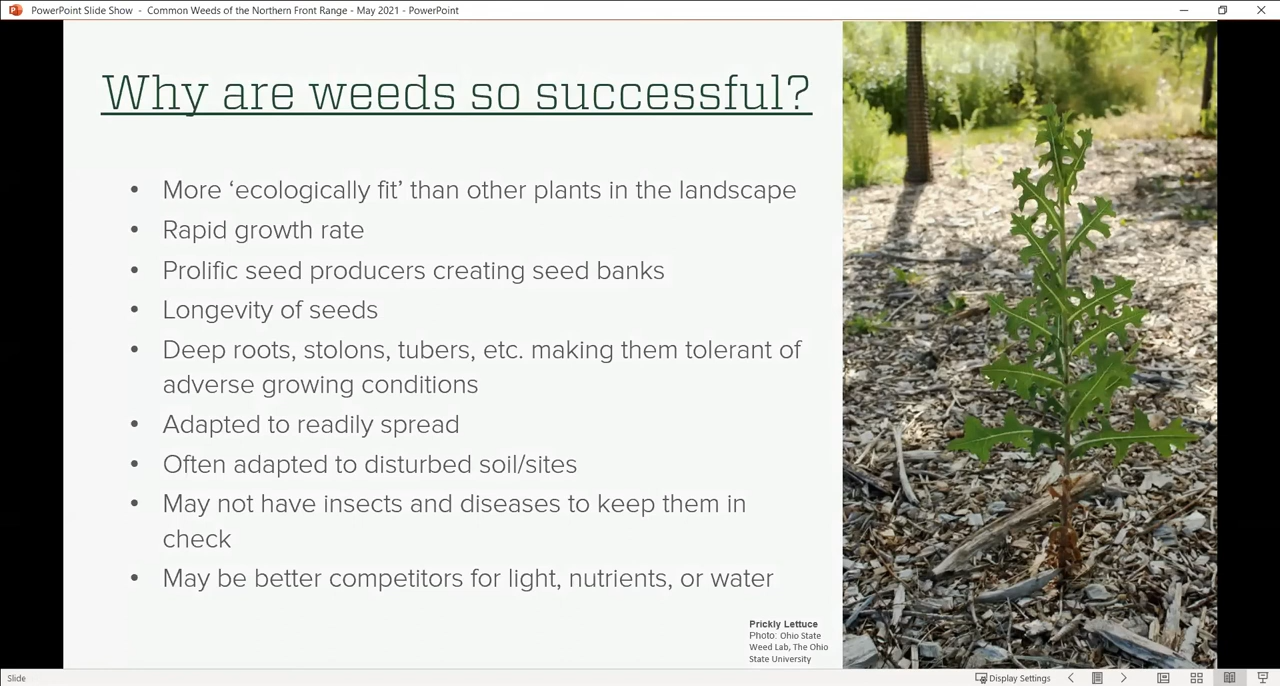 PowerPoint Slide Show - Common Weeds of the Northern Front Range - May 2021 - PowerPoint
Why are weeds so successful?
• More ‘ecologically fit’ than other plants in the landscape
• Rapid growth rate
• Prolific seed producers creating seed banks
• Longevity of seeds
• Deep roots, stolons, tubers, etc. making them tolerant of
adverse growing conditions
• Adapted to readily spread
• Often adapted to disturbed soil/sites
• May not have insects and diseases to keep them in
check
• May be better competitors for light, nutrients, or water
Prickly Lettuce
Photo: Ohio State
Weed Lab, The Ohio
State University
Slide
Display Settings